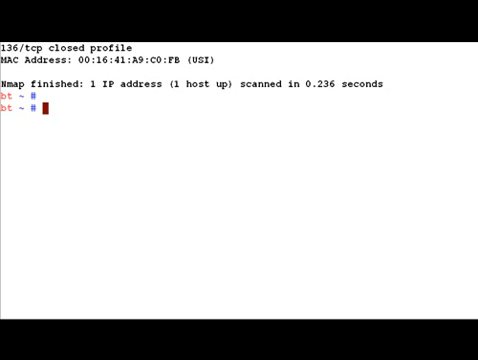 136/tcp closed profile
MAC Address: 00:16:41:A9:C0:FB (USI)
Nmap finished: 1 IP address (1 host up) scanned in 0.236 seconds
bt ~ #
bt ~ #